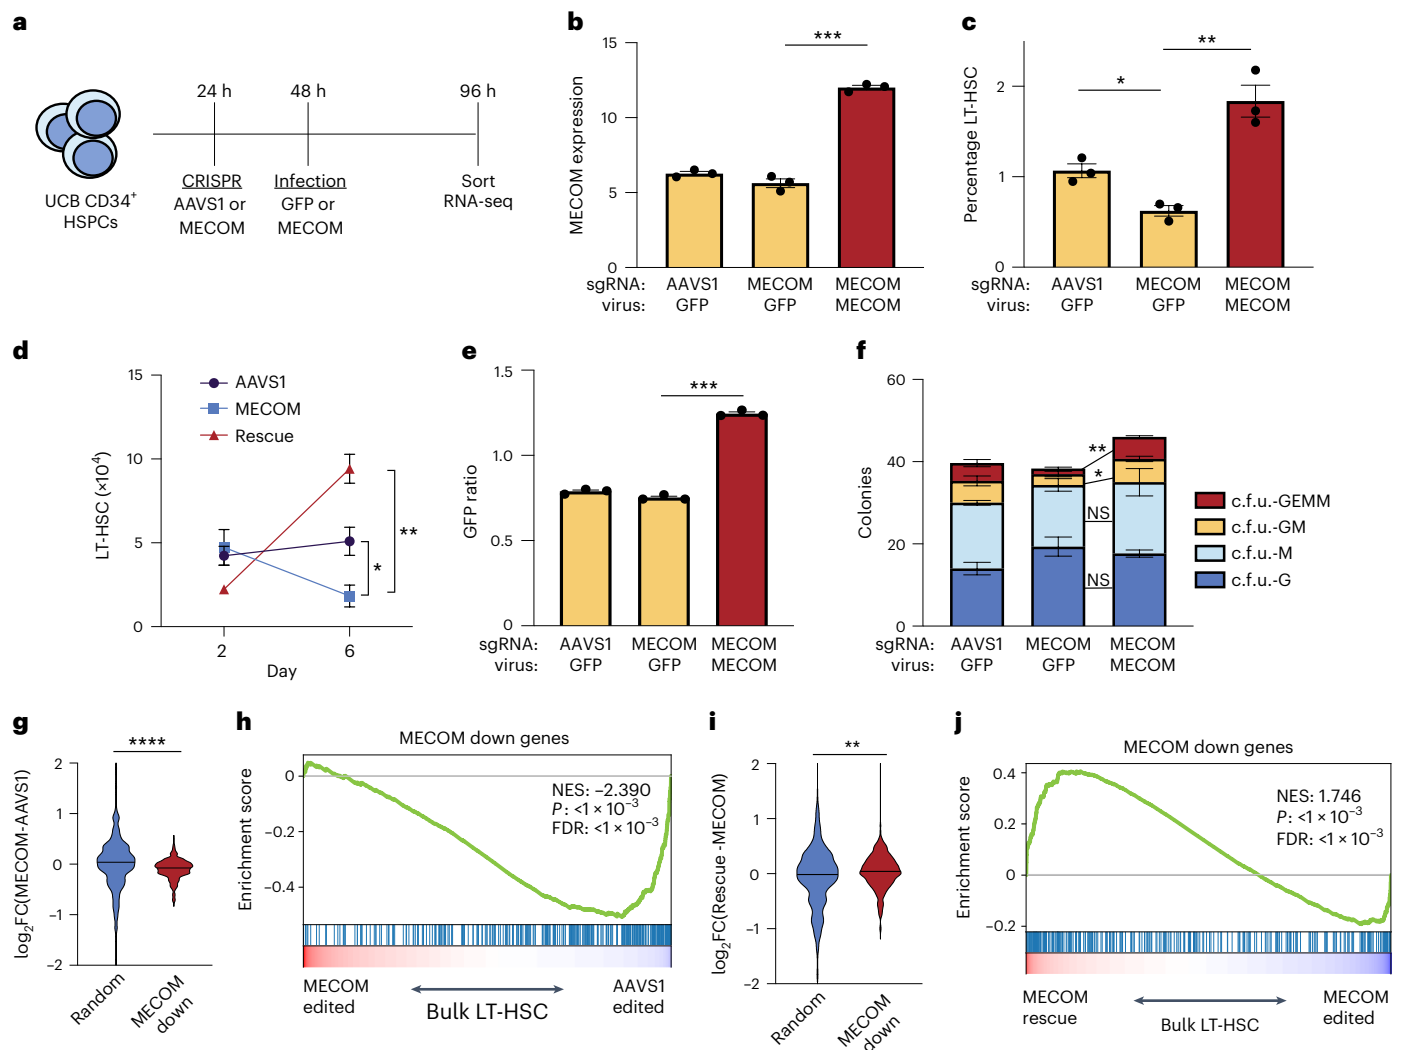 a
24 h
48 h
96 h
UCB CD34+
HSPCs
CRISPR
AAVS1 or
MECOM
Infection
GFP or
MECOM
Sort
RNA-seq
b
***
MECOM expression
15
10
5
0
sgRNA: AAVS1 MECOM MECOM
virus: GFP GFP MECOM
c
**
*
Percentage LT-HSC
2
1
0
sgRNA: AAVS1 MECOM MECOM
virus: GFP GFP MECOM
d
AAVS1
MECOM
Rescue
LT-HSC (×10⁴)
15
10
5
0
**
*
2 6
Day
e
***
GFP ratio
1.5
1.0
0.5
0
sgRNA: AAVS1 MECOM MECOM
virus: GFP GFP MECOM
f
Colonies
60
40
20
0
**
*
NS
NS
c.f.u.-GEMM
c.f.u.-GM
c.f.u.-M
c.f.u.-G
sgRNA: AAVS1 MECOM MECOM
virus: GFP GFP MECOM
g
****
log₂FC(MECOM-AAVS1)
2
1
0
−1
−2
Random
MECOM
down
h
MECOM down genes
Enrichment score
0
−0.2
−0.4
NES: −2.390
P: <1 × 10⁻³
FDR: <1 × 10⁻³
MECOM
edited
Bulk LT-HSC
AAVS1
edited
i
**
log₂FC(Rescue -MECOM)
2
1
0
−1
−2
Random
MECOM
down
j
MECOM down genes
Enrichment score
0.4
0.2
0
−0.2
NES: 1.746
P: <1 × 10⁻³
FDR: <1 × 10⁻³
MECOM
rescue
Bulk LT-HSC
MECOM
edited